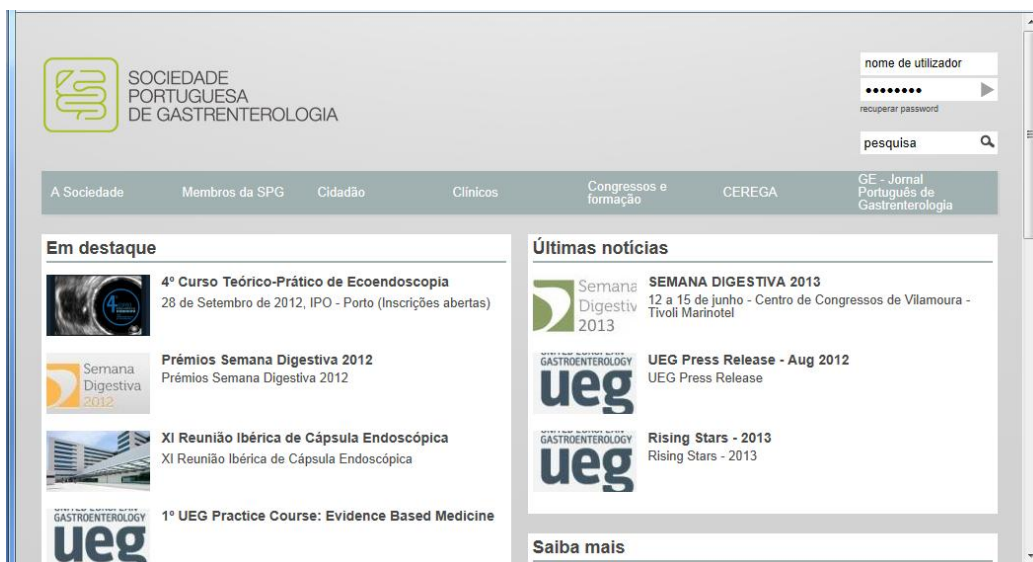 SOCIEDADE
PORTUGUESA
DE GASTRENTEROLOGIA
nome de utilizador
••••••••
recuperar password
pesquisa
A Sociedade
Membros da SPG
Cidadão
Clínicos
Congressos e
formação
CEREGA
GE - Jornal
Português de
Gastrenterologia
Em destaque
4º Curso Teórico-Prático de Ecoendoscopia
28 de Setembro de 2012, IPO - Porto (Inscrições abertas)
Semana
Digestiva
2012
Prémios Semana Digestiva 2012
Prémios Semana Digestiva 2012
XI Reunião Ibérica de Cápsula Endoscópica
XI Reunião Ibérica de Cápsula Endoscópica
GASTROENTEROLOGY
ueg
1º UEG Practice Course: Evidence Based Medicine
Últimas notícias
Semana
Digestiv
2013
SEMANA DIGESTIVA 2013
12 a 15 de junho - Centro de Congressos de Vilamoura -
Tivoli Marinotel
GASTROENTEROLOGY
ueg
UEG Press Release - Aug 2012
UEG Press Release
GASTROENTEROLOGY
ueg
Rising Stars - 2013
Rising Stars - 2013
Saiba mais